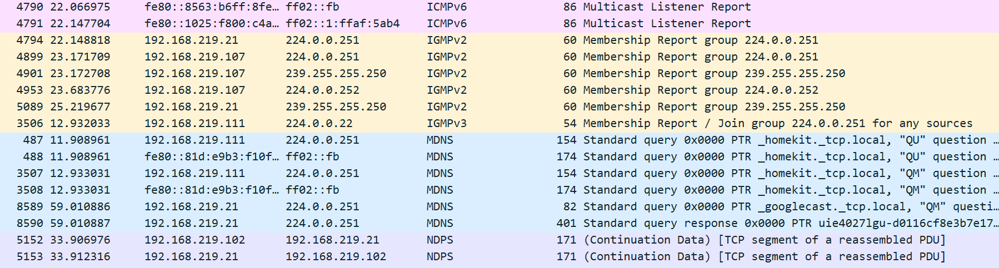 4790 22.066975 fe80::8563:b6ff:8fe… ff02::fb ICMPv6 86 Multicast Listener Report
4791 22.147704 fe80::1025:f800:c4a… ff02::1:ffaf:5ab4 ICMPv6 86 Multicast Listener Report
4794 22.148818 192.168.219.21 224.0.0.251 IGMPv2 60 Membership Report group 224.0.0.251
4899 23.171709 192.168.219.107 224.0.0.251 IGMPv2 60 Membership Report group 224.0.0.251
4901 23.172708 192.168.219.107 239.255.255.250 IGMPv2 60 Membership Report group 239.255.255.250
4953 23.683776 192.168.219.107 224.0.0.252 IGMPv2 60 Membership Report group 224.0.0.252
5089 25.219677 192.168.219.21 239.255.255.250 IGMPv2 60 Membership Report group 239.255.255.250
3506 12.932033 192.168.219.111 224.0.0.22 IGMPv3 54 Membership Report / Join group 224.0.0.251 for any sources
487 11.908961 192.168.219.111 224.0.0.251 MDNS 154 Standard query 0x0000 PTR _homekit._tcp.local, "QU" question …
488 11.908961 fe80::81d:e9b3:f10f… ff02::fb MDNS 174 Standard query 0x0000 PTR _homekit._tcp.local, "QU" question …
3507 12.933031 192.168.219.111 224.0.0.251 MDNS 154 Standard query 0x0000 PTR _homekit._tcp.local, "QM" question …
3508 12.933031 fe80::81d:e9b3:f10f… ff02::fb MDNS 174 Standard query 0x0000 PTR _homekit._tcp.local, "QM" question …
8589 59.010886 192.168.219.21 224.0.0.251 MDNS 82 Standard query 0x0000 PTR _googlecast._tcp.local, "QM" questi…
8590 59.010887 192.168.219.21 224.0.0.251 MDNS 401 Standard query response 0x0000 PTR uie4027lgu-d0116cf8e3b7e17…
5152 33.906976 192.168.219.102 192.168.219.21 NDPS 171 (Continuation Data) [TCP segment of a reassembled PDU]
5153 33.912316 192.168.219.21 192.168.219.102 NDPS 171 (Continuation Data) [TCP segment of a reassembled PDU]